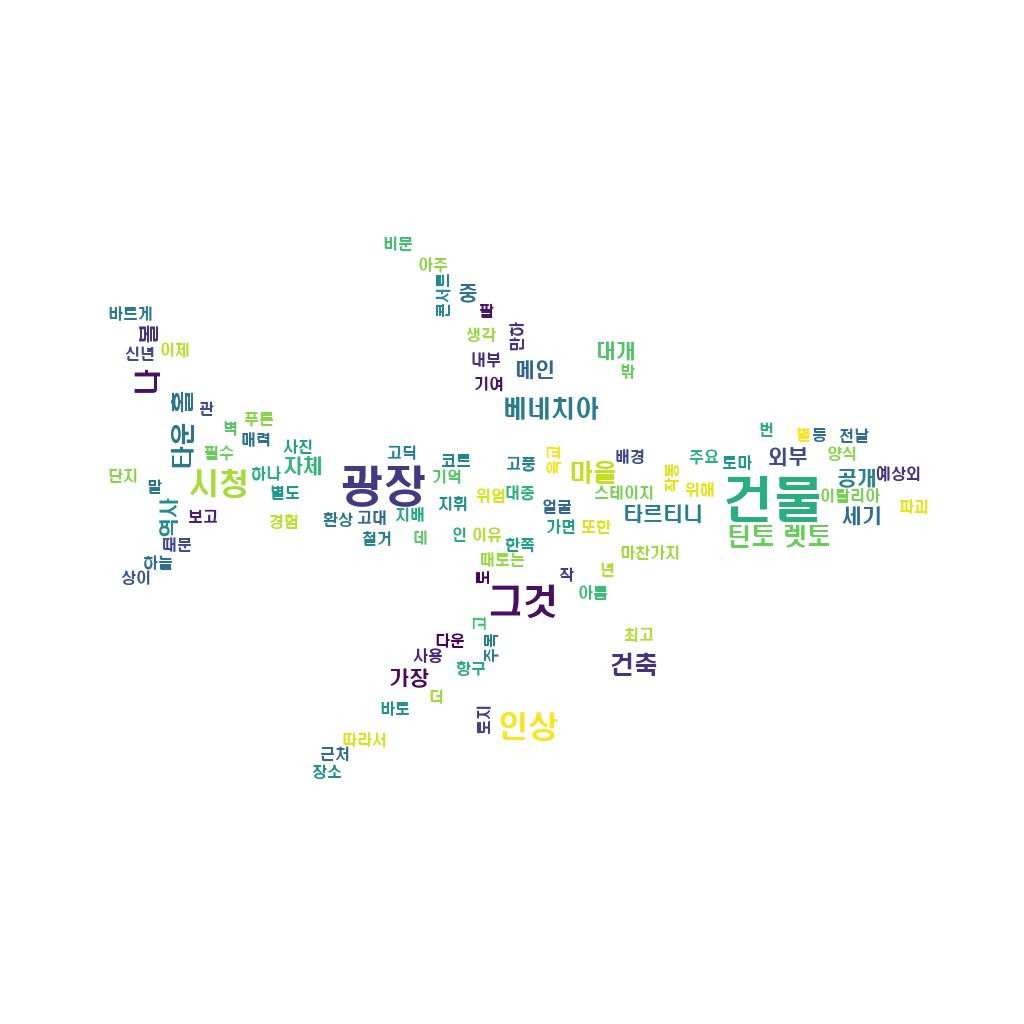 비문
아주
콘서트
중
바트르게
팔
몰
생각
만하
신년
이제
대개
내부
밖
메인
나
기여
타운 홀
관
베네치아
푸른
벽
번
별
등
전날
매력
사진
고딕
필수
코트
고풍
육교
배경
주요
토마
외부
양식
단지
시청
하나
자체
광장
기억
마을
작동
건물
공개
예상외
말
별도
위엄
대중
스테이지
위해
이탈리아
역사
보고
경험
환상
고대
지배
지휘
얼굴
가면
또한
타르티니
세기
파괴
때문
철거
데
인
이유
한쪽
틴토 렛토
하늘
때로는
마찬가지
상이
도
작
년
그것
아름
고
다운
주목
최고
사용
가장
항구
건축
더
바로
토지
인상
따라서
근처
장소